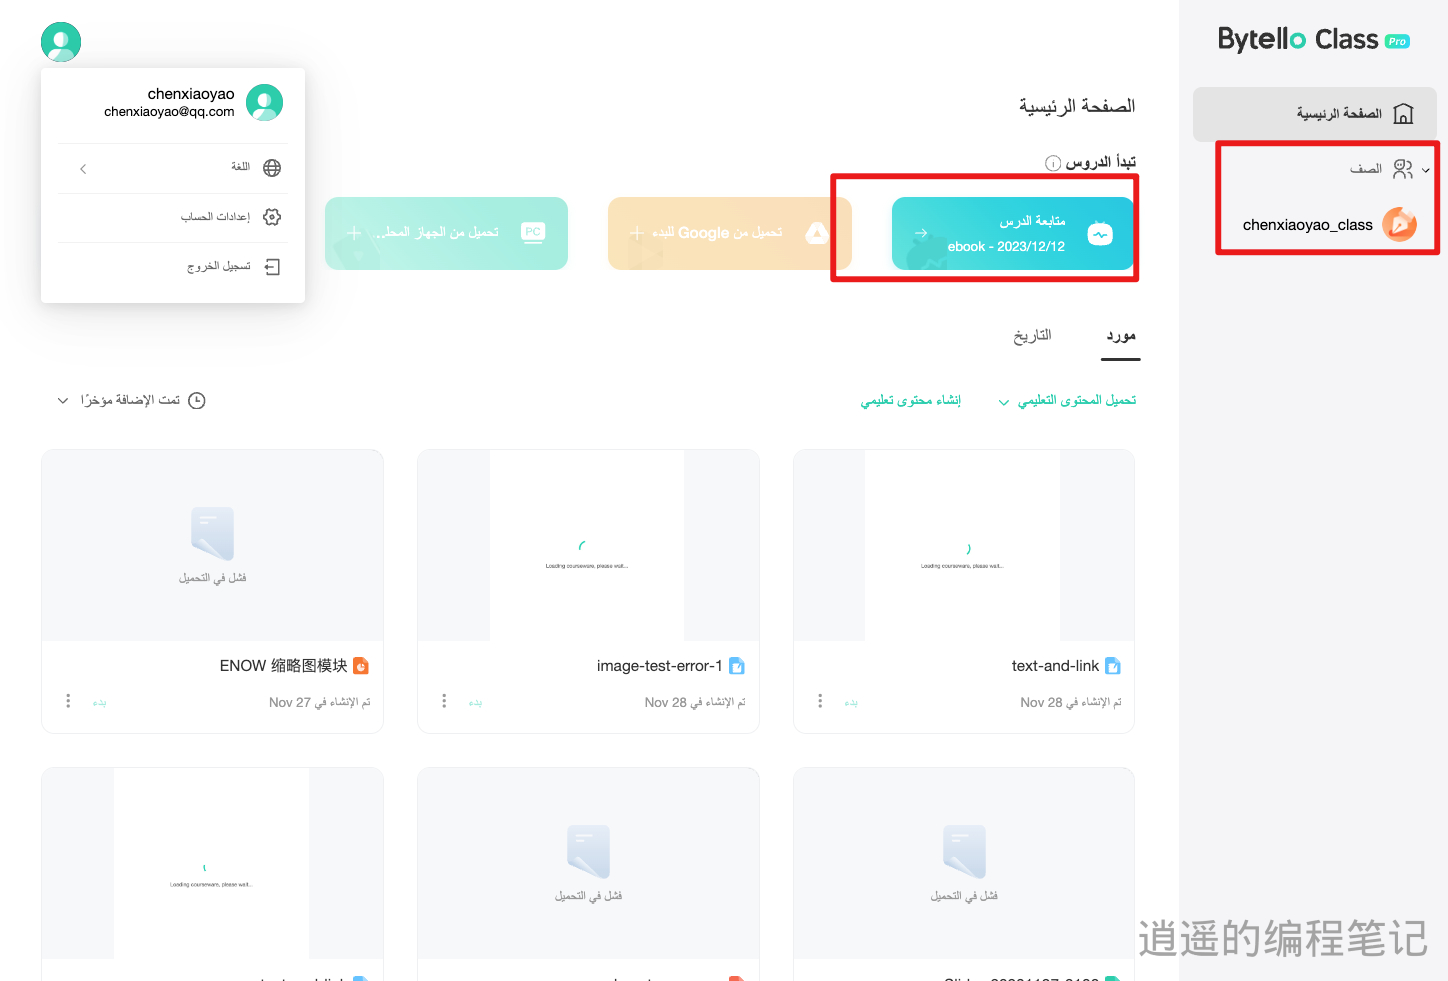 Bytello Class Pro
الصفحة الرئيسية
الصف
chenxiaoyao_class
chenxiaoyao
chenxiaoyao@qq.com
اللغة
إعدادات الحساب
تسجيل الخروج
الصفحة الرئيسية
تبدأ الدروس
متابعة الدرس
ebook - 2023/12/12
تحميل من Google للبدء
PC
تحميل من الجهاز المحلـ...
مورد
التاريخ
تحميل المحتوى التعليمي
إنشاء محتوى تعليمي
تمت الإضافة مؤخرًا
Loading courseware, please wait...
text-and-link
تم الإنشاء في Nov 28
بدء
Loading courseware, please wait...
image-test-error-1
تم الإنشاء في Nov 28
بدء
فشل في التحميل
ENOW 缩略图模块
تم الإنشاء في Nov 27
بدء
فشل في التحميل
فشل في التحميل
Loading courseware, please wait...
逍遥的编程笔记